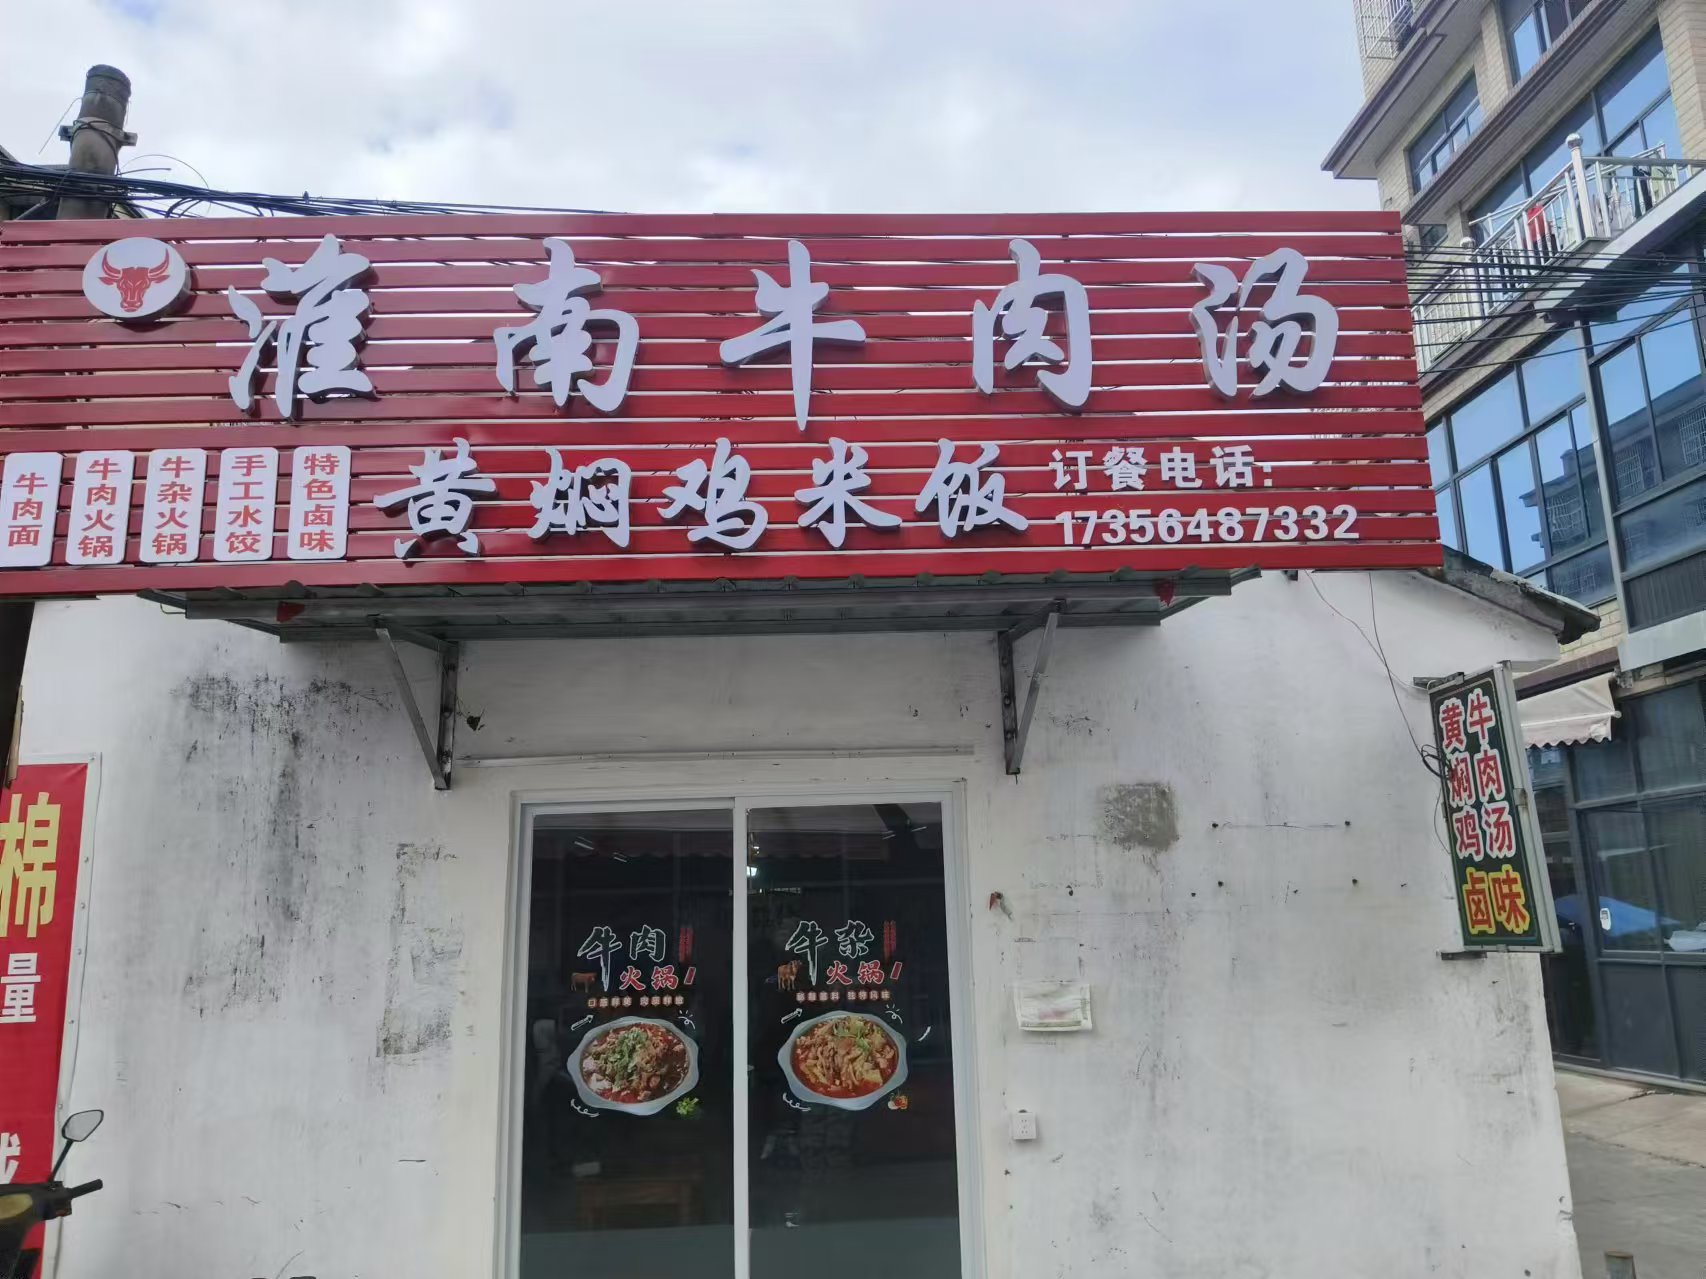 淮南牛肉汤
牛肉面
牛肉火锅
牛杂火锅
手工水饺
特色卤味
黄焖鸡米饭
订餐电话:
17356487332
牛肉汤
黄焖鸡
卤味
棉
量
牛肉
火锅
牛杂
火锅